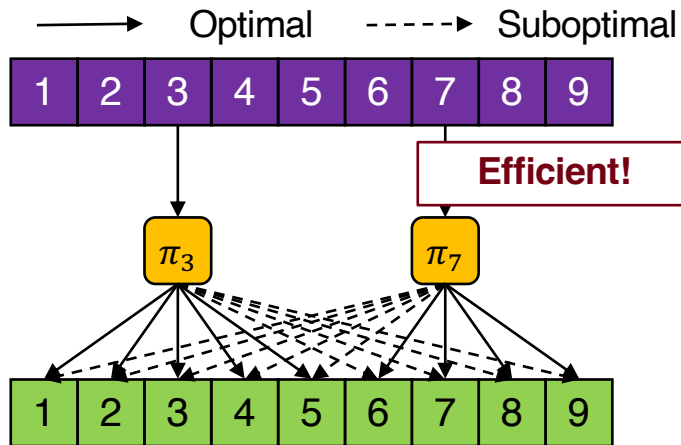 Optimal Suboptimal
1 2 3 4 5 6 7 8 9
Efficient!
π₃ π₇
1 2 3 4 5 6 7 8 9